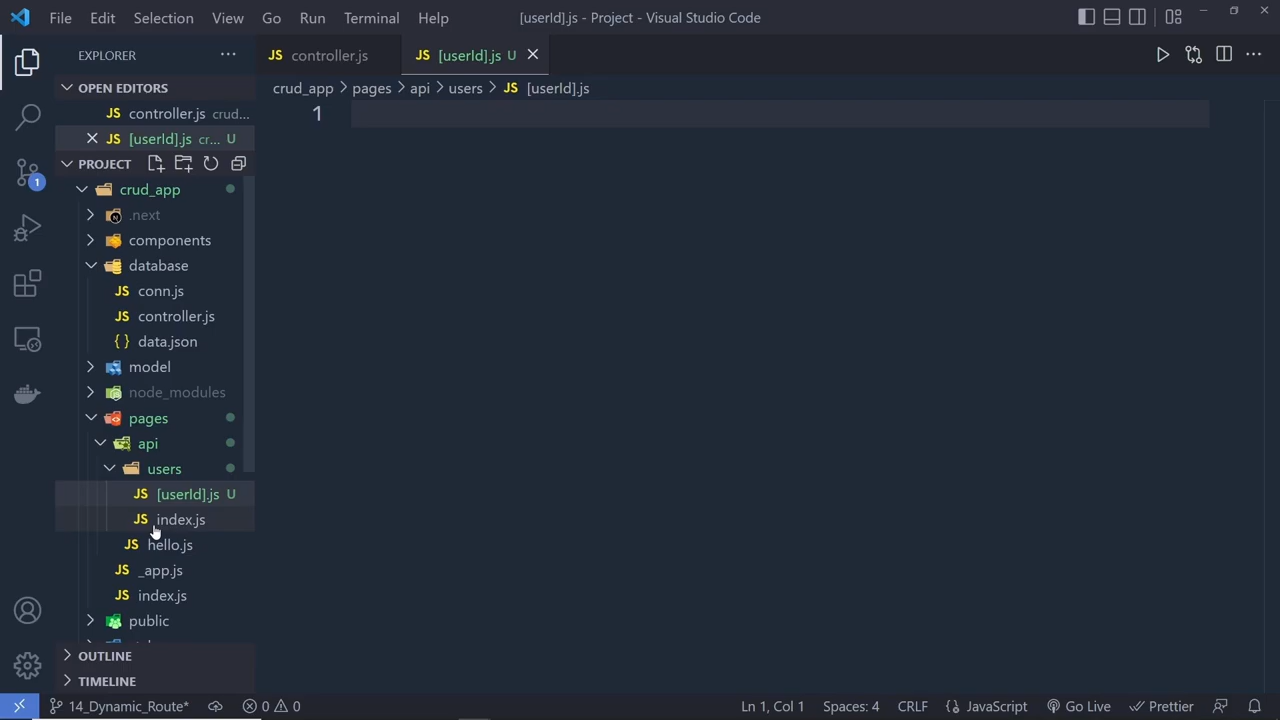 File Edit Selection View Go Run Terminal Help [userId].js - Project - Visual Studio Code
EXPLORER ...
JS controller.js
JS [userId].js U
crud_app > pages > api > users > JS [userId].js
OPEN EDITORS
JS controller.js crud...
JS [userId].js cr... U
PROJECT
crud_app
.next
components
database
JS conn.js
JS controller.js
{ } data.json
model
node_modules
pages
api
users
JS [userId].js U
JS index.js
JS hello.js
JS _app.js
JS index.js
public
OUTLINE
TIMELINE
1
1
14_Dynamic_Route* 0 0 Ln 1, Col 1 Spaces: 4 CRLF { } JavaScript Go Live Prettier